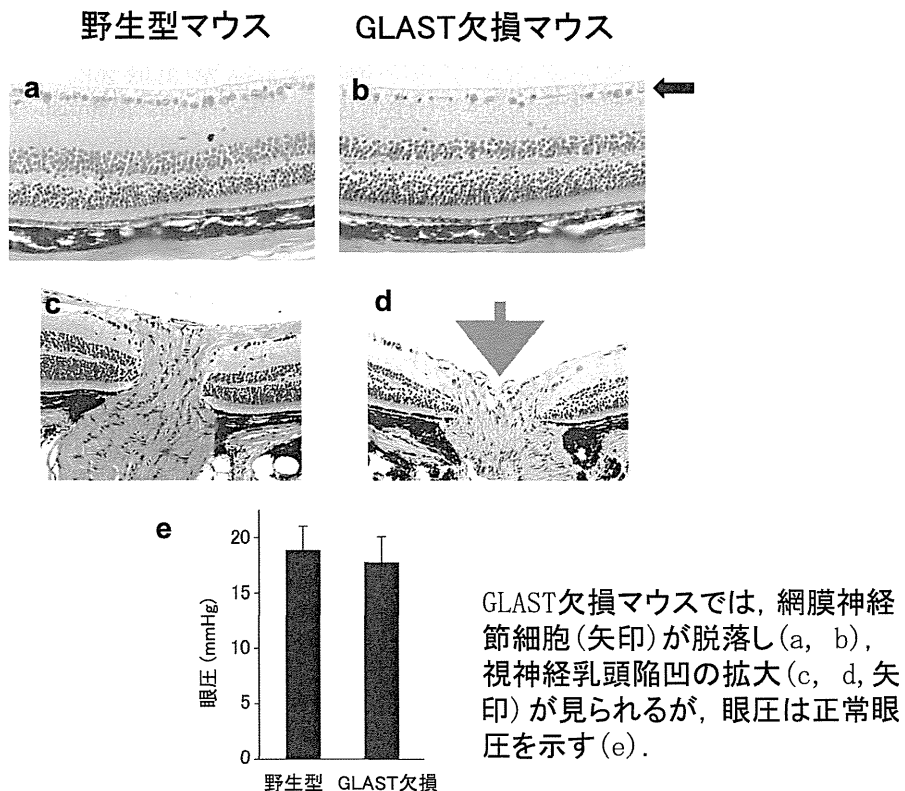 野生型マウス
GLAST欠損マウス
a
b
c
d
e
眼圧 (mmHg)
20
15
10
5
0
野生型
GLAST欠損
GLAST欠損マウスでは, 網膜神経
節細胞(矢印)が脱落し(a, b),
視神経乳頭陥凹の拡大(c, d, 矢
印)が見られるが, 眼圧は正常眼
圧を示す(e).